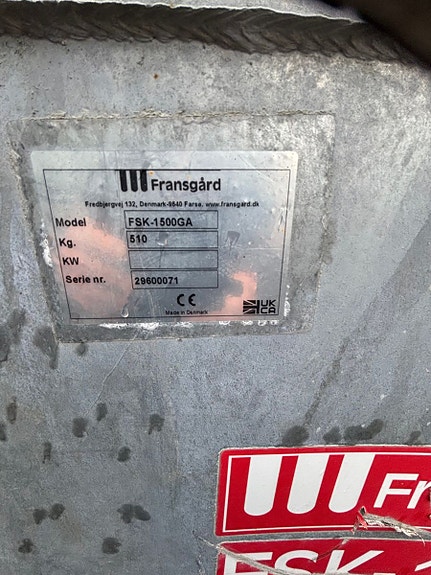 Fransgård
Fredbjergvej 132, Denmark-9640 Farsø. www.fransgard.dk
Model FSK-1500GA
Kg. 510
KW
Serie nr. 29600071
CE
Made in Denmark
UK
CA
Fr
FSK-1